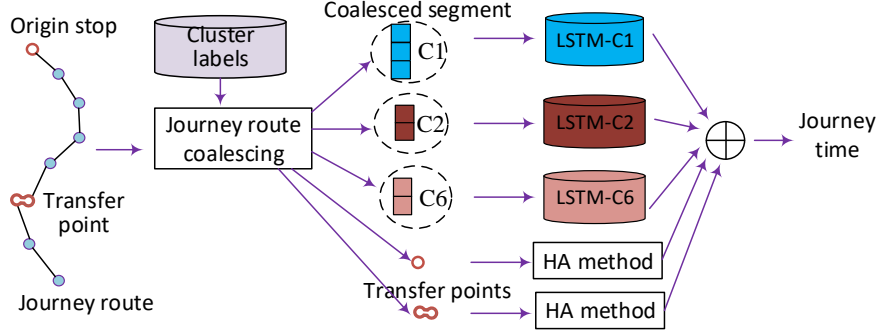 Origin stop
Cluster
labels
Coalesced segment
C1
LSTM-C1
Journey route
coalescing
C2
LSTM-C2
Journey
time
Transfer
point
C6
LSTM-C6
HA method
Journey route
Transfer points
HA method